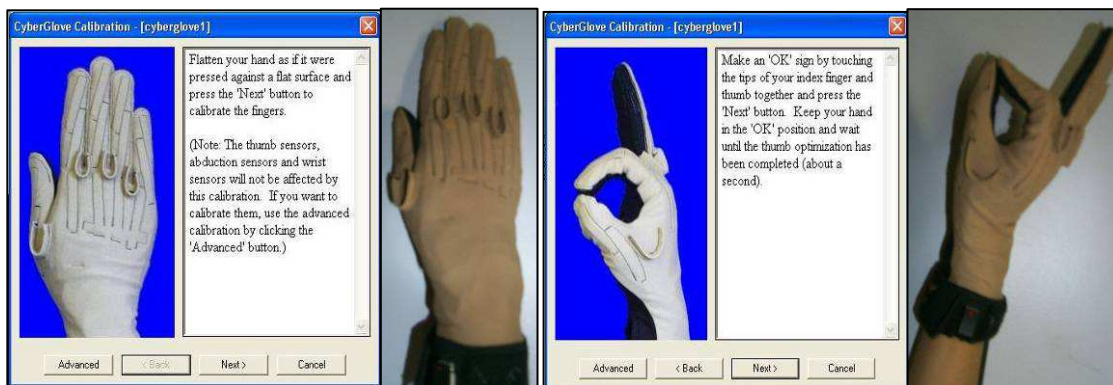 CyberGlove Calibration - [cyberglove1]
Flatten your hand as if it were
pressed against a flat surface and
press the 'Next' button to
calibrate the fingers.
(Note: The thumb sensors,
abduction sensors and wrist
sensors will not be affected by
this calibration. If you want to
calibrate them, use the advanced
calibration by clicking the
'Advanced' button.)
Advanced
< Back
Next >
Cancel
CyberGlove Calibration - [cyberglove1]
Make an 'OK' sign by touching
the tips of your index finger and
thumb together and press the
'Next' button. Keep your hand
in the 'OK' position and wait
until the thumb optimization has
been completed (about a
second).
Advanced
< Back
Next >
Cancel